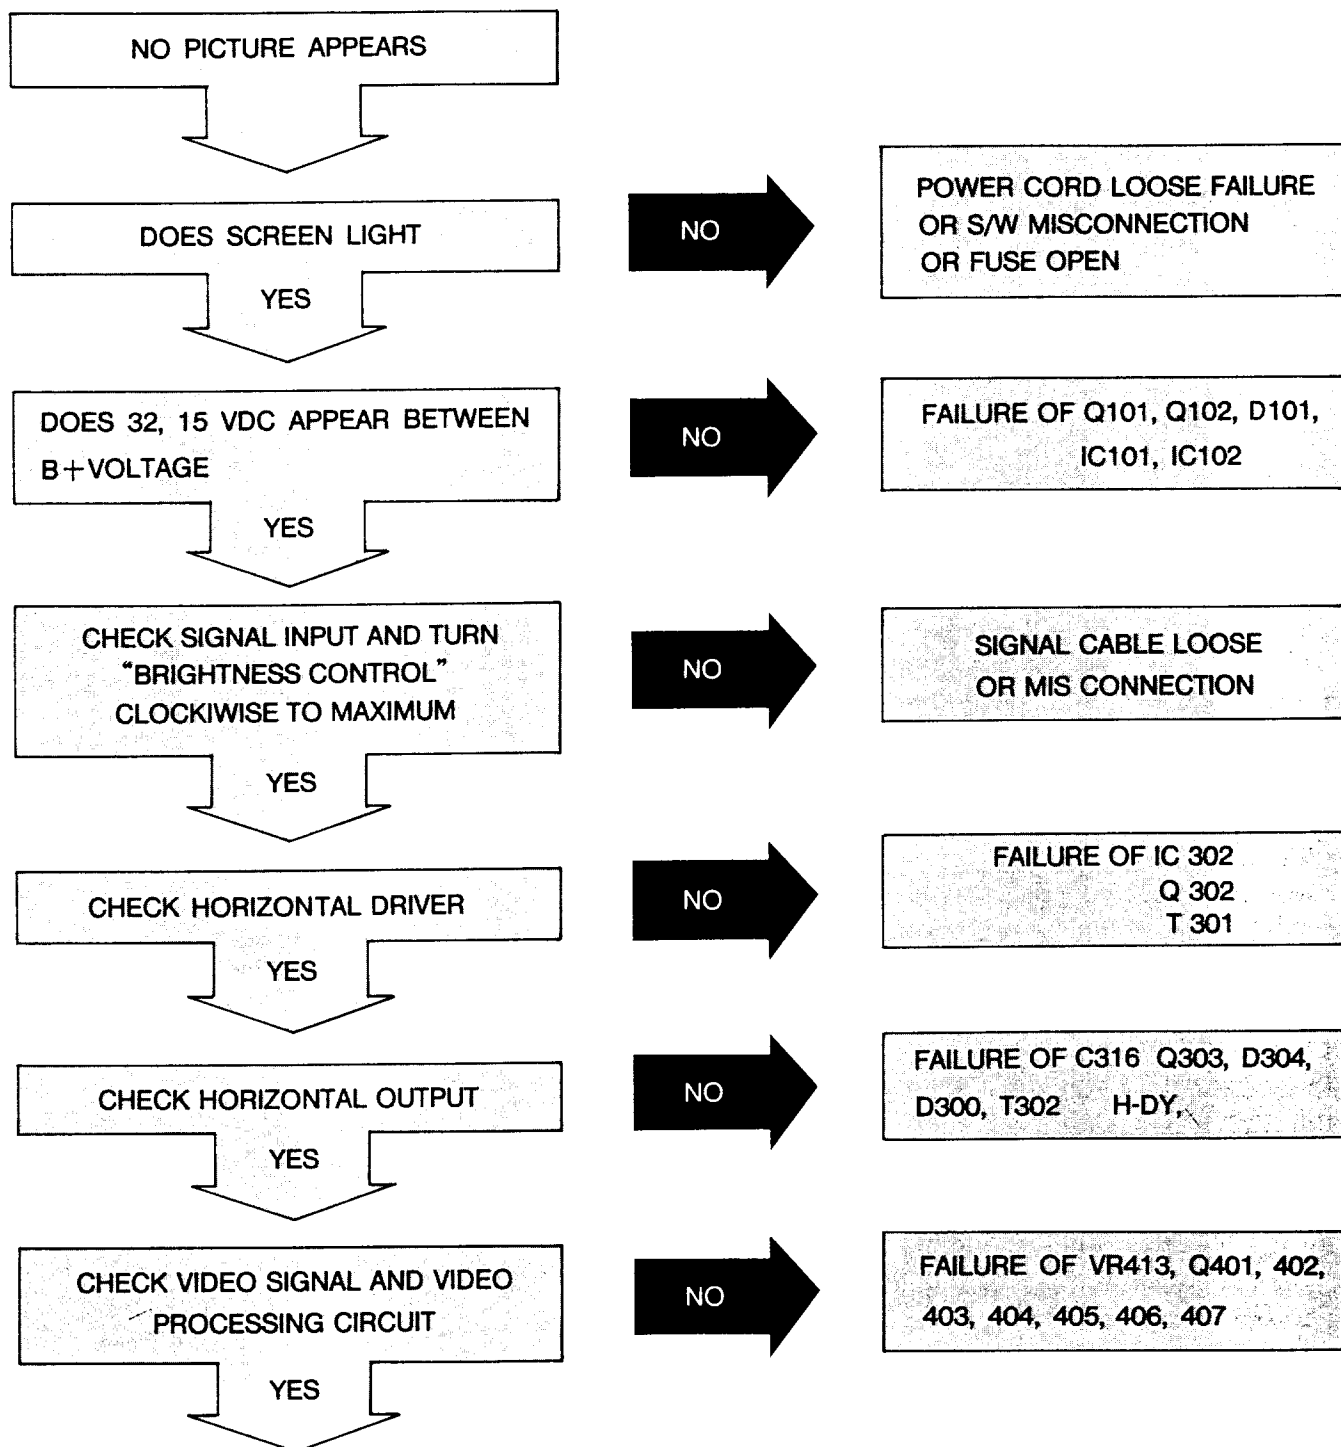 NO PICTURE APPEARS
DOES SCREEN LIGHT
NO
POWER CORD LOOSE FAILURE
OR S/W MISCONNECTION
OR FUSE OPEN
YES
DOES 32, 15 VDC APPEAR BETWEEN
B+VOLTAGE
NO
FAILURE OF Q101, Q102, D101,
IC101, IC102
YES
CHECK SIGNAL INPUT AND TURN
“BRIGHTNESS CONTROL”
CLOCKIWISE TO MAXIMUM
NO
SIGNAL CABLE LOOSE
OR MIS CONNECTION
YES
CHECK HORIZONTAL DRIVER
NO
FAILURE OF IC 302
Q 302
T 301
YES
CHECK HORIZONTAL OUTPUT
NO
FAILURE OF C316 Q303, D304,
D300, T302 H-DY,
YES
CHECK VIDEO SIGNAL AND VIDEO
PROCESSING CIRCUIT
NO
FAILURE OF VR413, Q401, 402,
403, 404, 405, 406, 407
YES